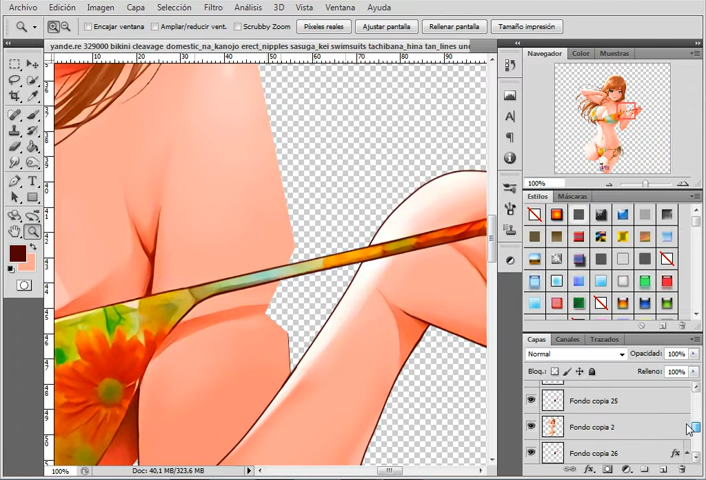 Archivo Edición Imagen Capa Selección Filtro Análisis 3D Vista Ventana Ayuda
Encajar ventana Ampliar/reducir vent. Scrubby Zoom Píxeles reales Ajustar pantalla Rellenar pantalla Tamaño impresión
yande.re 329000 bikini cleavage domestic_na_kanojo erect_nipples sasuga_kei swimsuits tachibana_hina tan_lines
Navegador Color Muestras
100%
Estilos Máscaras
Capas Canales Trazados
Normal Opacidad: 100%
Bloq.: Relleno: 100%
Fondo copia 25
Fondo copia 2
Fondo copia 26 fx
100% Doc: 40,1 MB/323,6 MB